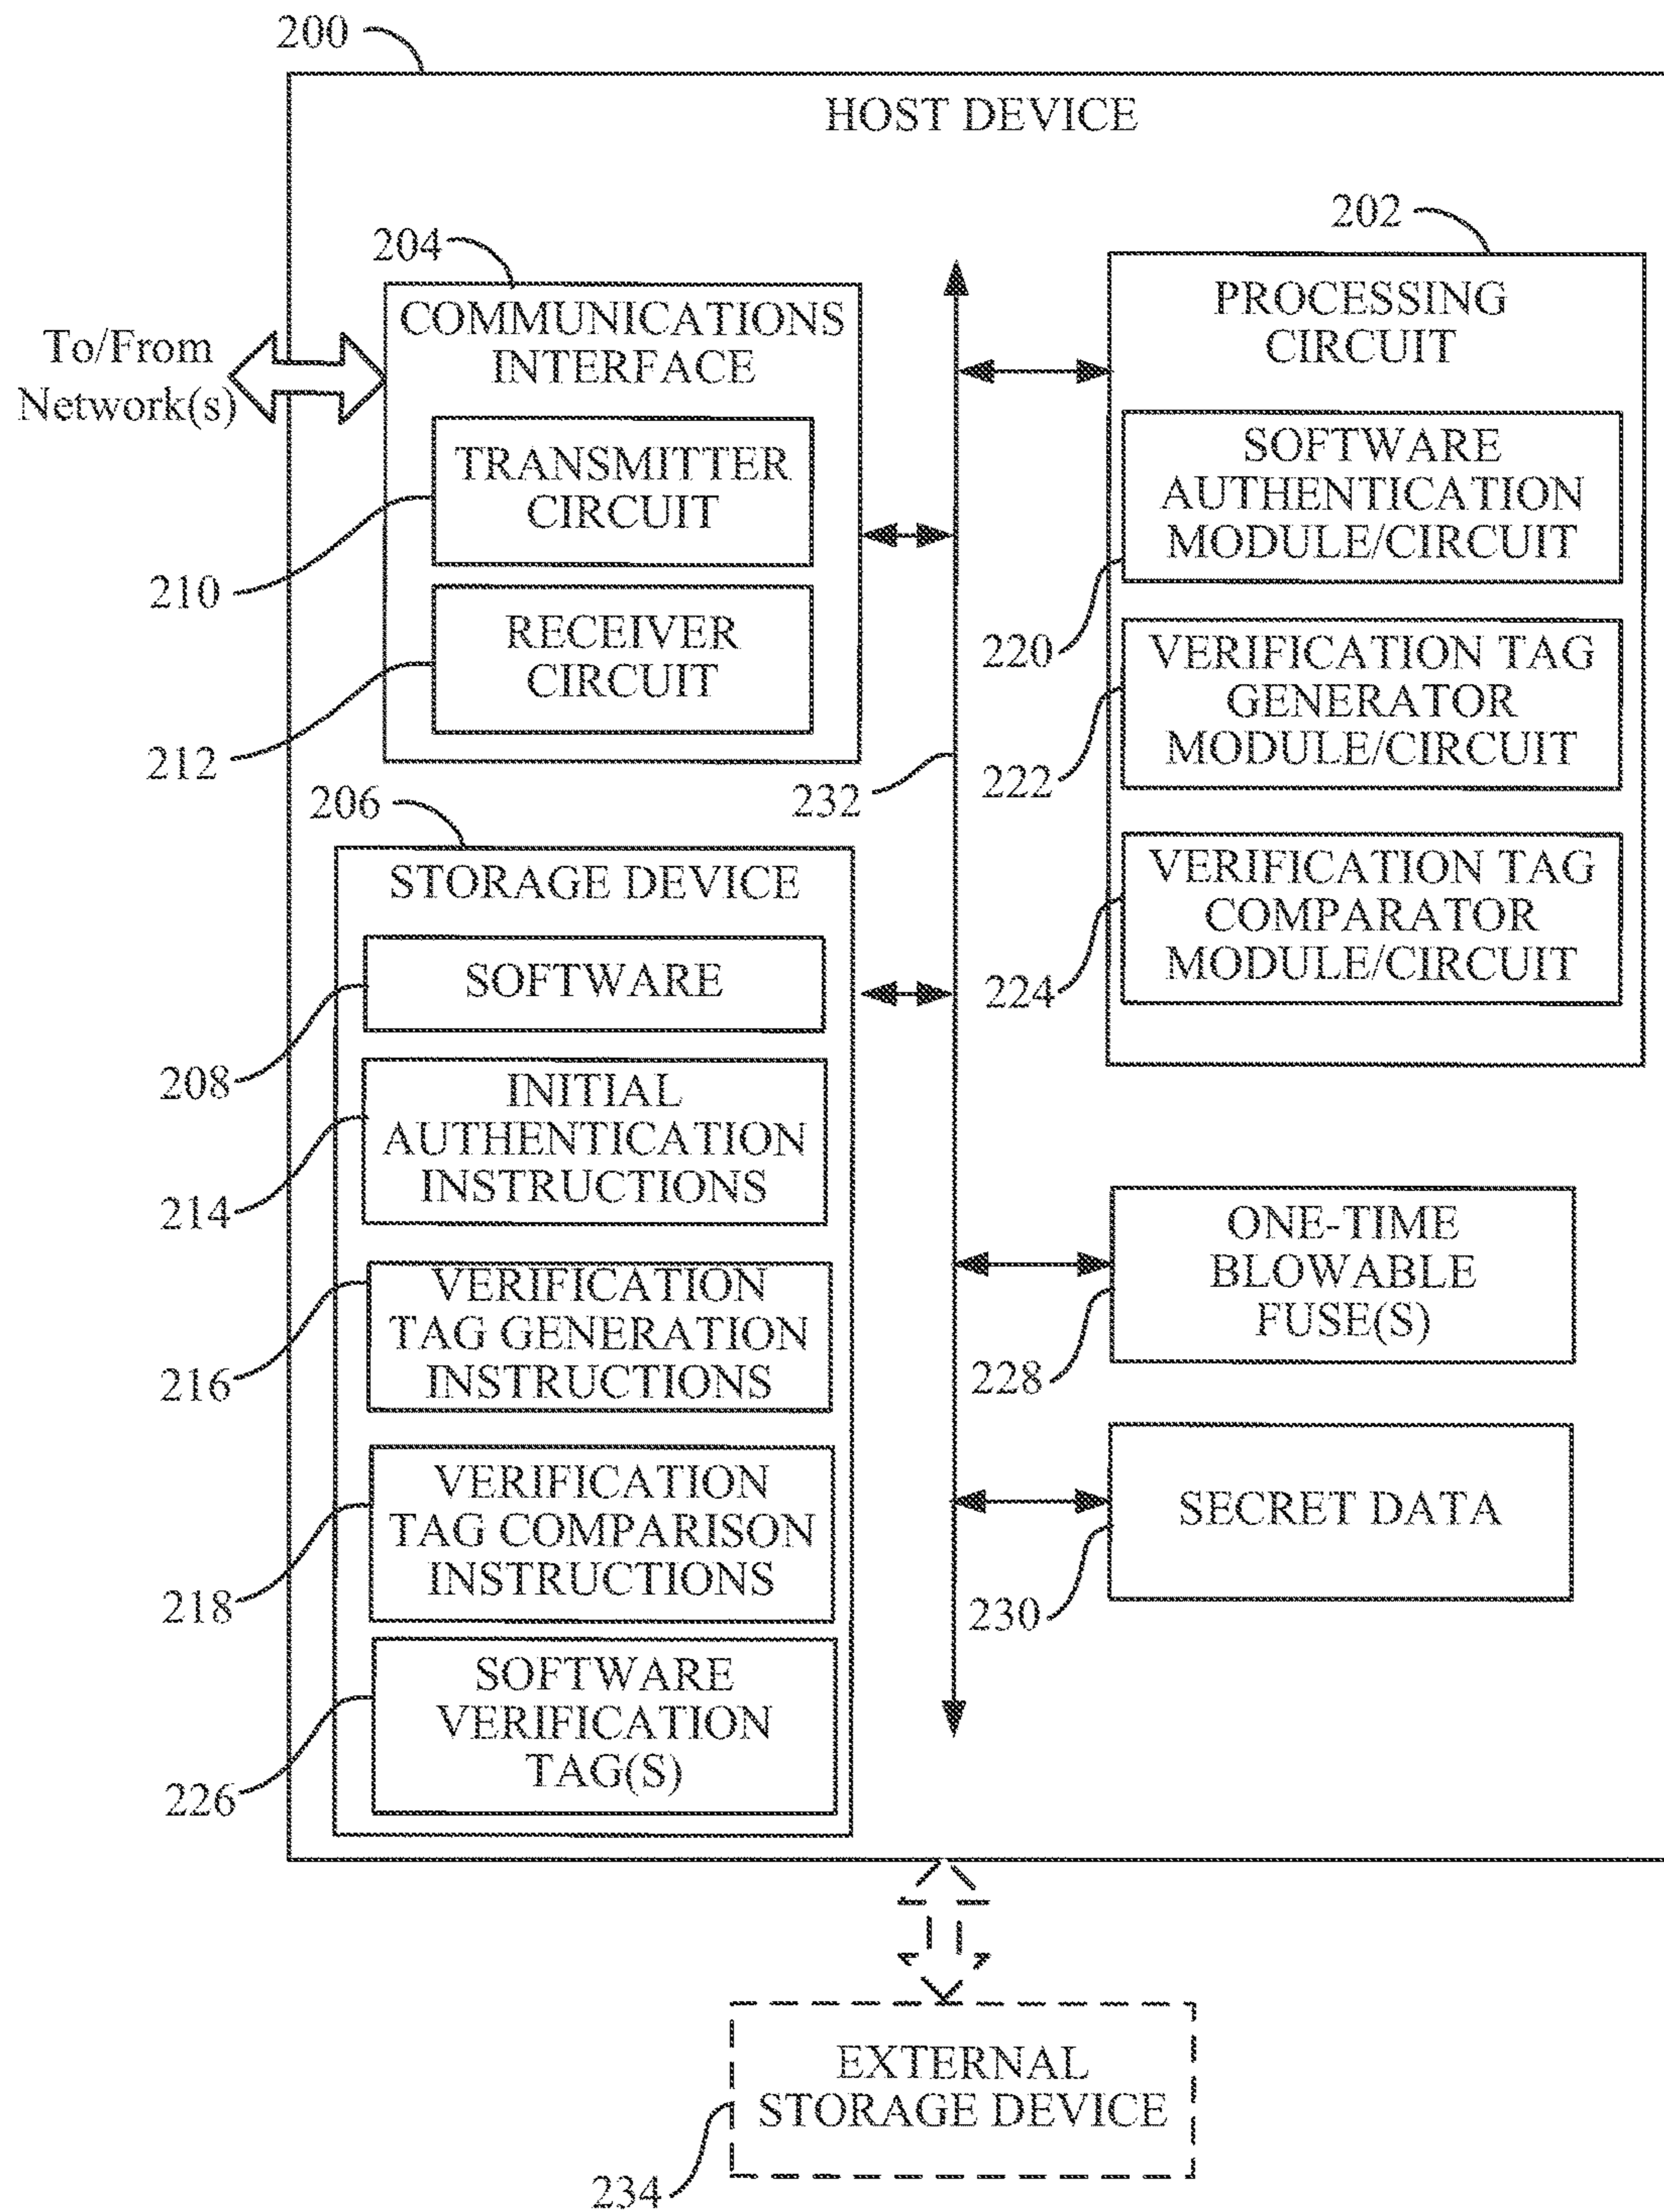 200
HOST DEVICE
202
204
COMMUNICATIONS
INTERFACE
To/From
Network(s)
TRANSMITTER
CIRCUIT
210
RECEIVER
CIRCUIT
212
PROCESSING
CIRCUIT
SOFTWARE
AUTHENTICATION
MODULE/CIRCUIT
220
VERIFICATION TAG
GENERATOR
MODULE/CIRCUIT
222
VERIFICATION TAG
COMPARATOR
MODULE/CIRCUIT
224
232
206
STORAGE DEVICE
SOFTWARE
208
INITIAL
AUTHENTICATION
INSTRUCTIONS
214
VERIFICATION
TAG GENERATION
INSTRUCTIONS
216
VERIFICATION
TAG COMPARISON
INSTRUCTIONS
218
SOFTWARE
VERIFICATION
TAG(S)
226
ONE-TIME
BLOWABLE
FUSE(S)
228
SECRET DATA
230
EXTERNAL
STORAGE DEVICE
234